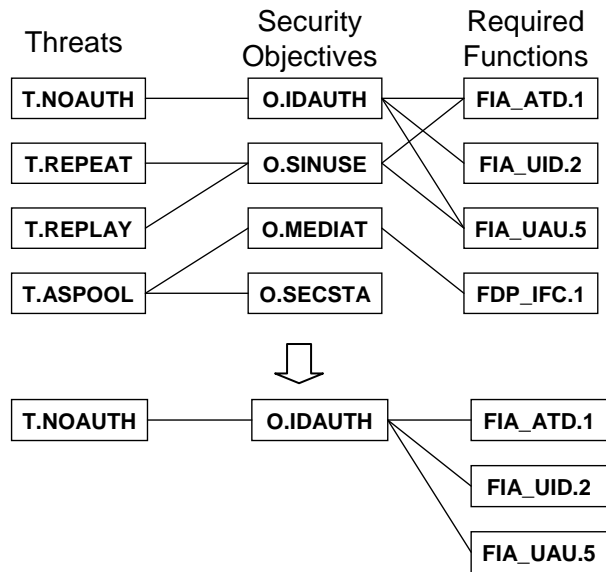 Threats
Security
Objectives
Required
Functions
T.NOAUTH
O.IDAUTH
FIA_ATD.1
T.REPEAT
O.SINUSE
FIA_UID.2
T.REPLAY
O.MEDIAT
FIA_UAU.5
T.ASPOOL
O.SECSTA
FDP_IFC.1
T.NOAUTH
O.IDAUTH
FIA_ATD.1
FIA_UID.2
FIA_UAU.5